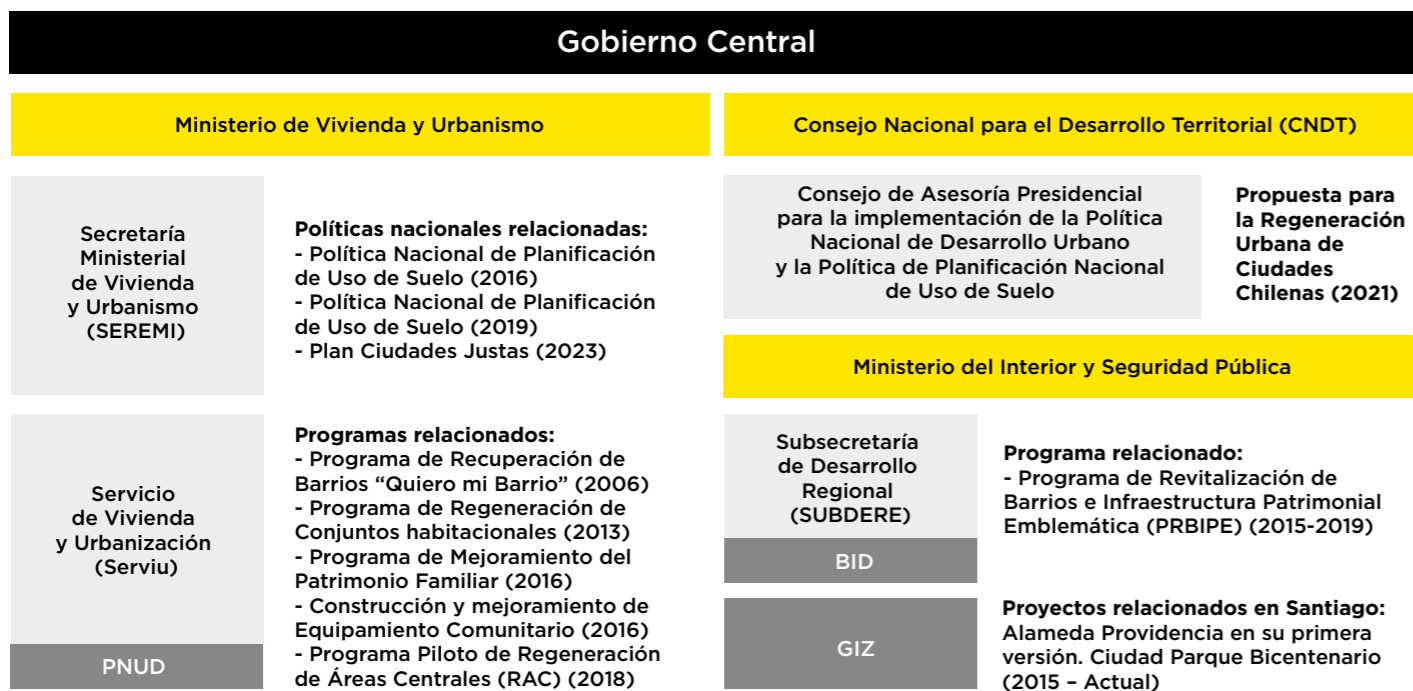 Gobierno Central
Ministerio de Vivienda y Urbanismo
Secretaría
Ministerial
de Vivienda
y Urbanismo
(SEREMI)
Políticas nacionales relacionadas:
- Política Nacional de Planificación
de Uso de Suelo (2016)
- Política Nacional de Planificación
de Uso de Suelo (2019)
- Plan Ciudades Justas (2023)
Servicio
de Vivienda
y Urbanización
(Serviu)
PNUD
Programas relacionados:
- Programa de Recuperación de
Barrios “Quiero mi Barrio” (2006)
- Programa de Regeneración de
Conjuntos habitacionales (2013)
- Programa de Mejoramiento del
Patrimonio Familiar (2016)
- Construcción y mejoramiento de
Equipamiento Comunitario (2016)
- Programa Piloto de Regeneración
de Áreas Centrales (RAC) (2018)
Consejo Nacional para el Desarrollo Territorial (CNDT)
Consejo de Asesoría Presidencial
para la implementación de la Política
Nacional de Desarrollo Urbano
y la Política de Planificación Nacional
de Uso de Suelo
Propuesta para
la Regeneración
Urbana de
Ciudades
Chilenas (2021)
Ministerio del Interior y Seguridad Pública
Subsecretaría
de Desarrollo
Regional
(SUBDERE)
BID
Programa relacionado:
- Programa de Revitalización de
Barrios e Infraestructura Patrimonial
Emblemática (PRBIPE) (2015-2019)
GIZ
Proyectos relacionados en Santiago:
Alameda Providencia en su primera
versión. Ciudad Parque Bicentenario
(2015 – Actual)